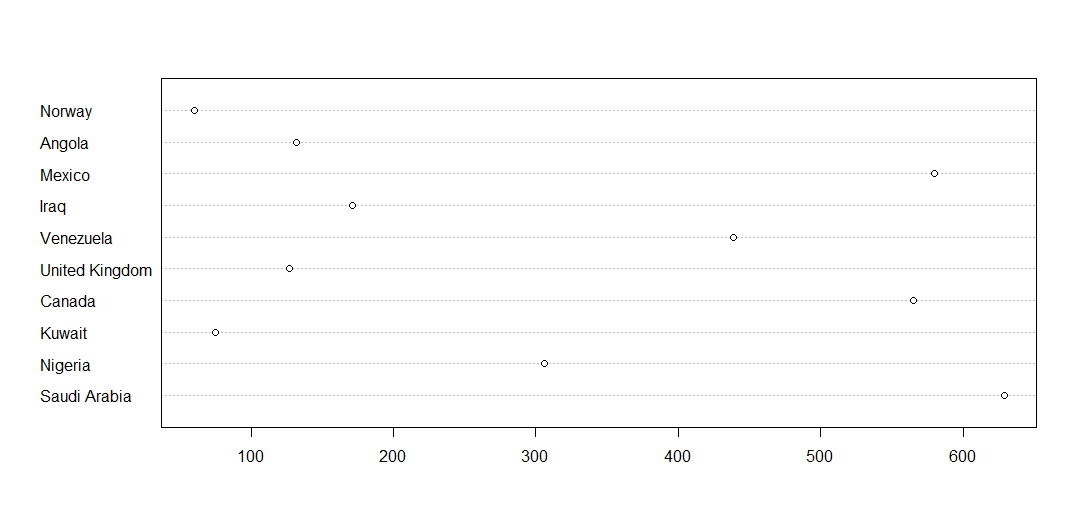 Norway
Angola
Mexico
Iraq
Venezuela
United Kingdom
Canada
Kuwait
Nigeria
Saudi Arabia
100 200 300 400 500 600